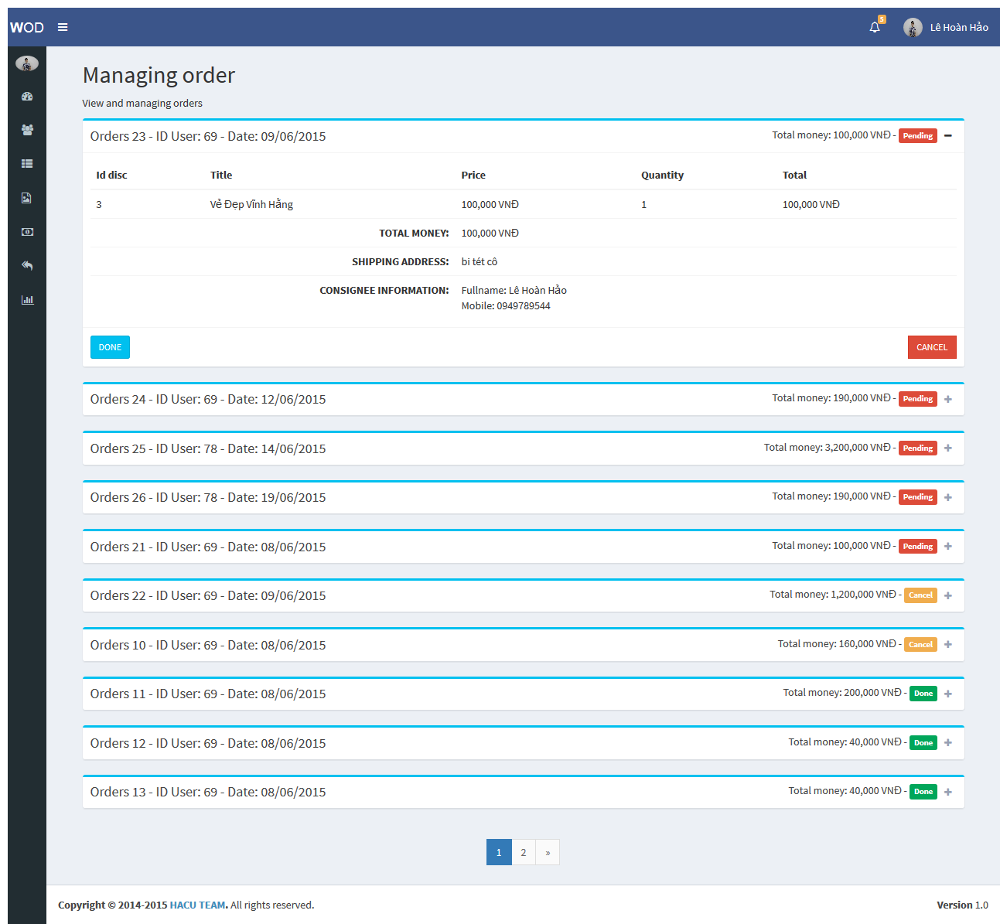 WOD
5
Lê Hoàn Hảo
Managing order
View and managing orders
Orders 23 - ID User: 69 - Date: 09/06/2015 Total money: 100,000 VNĐ - Pending
Id disc Title Price Quantity Total
3 Vẻ Đẹp Vĩnh Hằng 100,000 VNĐ 1 100,000 VNĐ
TOTAL MONEY: 100,000 VNĐ
SHIPPING ADDRESS: bi tét cô
CONSIGNEE INFORMATION: Fullname: Lê Hoàn Hảo
Mobile: 0949789544
DONE CANCEL
Orders 24 - ID User: 69 - Date: 12/06/2015 Total money: 190,000 VNĐ - Pending
Orders 25 - ID User: 78 - Date: 14/06/2015 Total money: 3,200,000 VNĐ - Pending
Orders 26 - ID User: 78 - Date: 19/06/2015 Total money: 190,000 VNĐ - Pending
Orders 21 - ID User: 69 - Date: 08/06/2015 Total money: 100,000 VNĐ - Pending
Orders 22 - ID User: 69 - Date: 09/06/2015 Total money: 1,200,000 VNĐ - Cancel
Orders 10 - ID User: 69 - Date: 08/06/2015 Total money: 160,000 VNĐ - Cancel
Orders 11 - ID User: 69 - Date: 08/06/2015 Total money: 200,000 VNĐ - Done
Orders 12 - ID User: 69 - Date: 08/06/2015 Total money: 40,000 VNĐ - Done
Orders 13 - ID User: 69 - Date: 08/06/2015 Total money: 40,000 VNĐ - Done
1 2 »
Copyright © 2014-2015 HACU TEAM. All rights reserved. Version 1.0